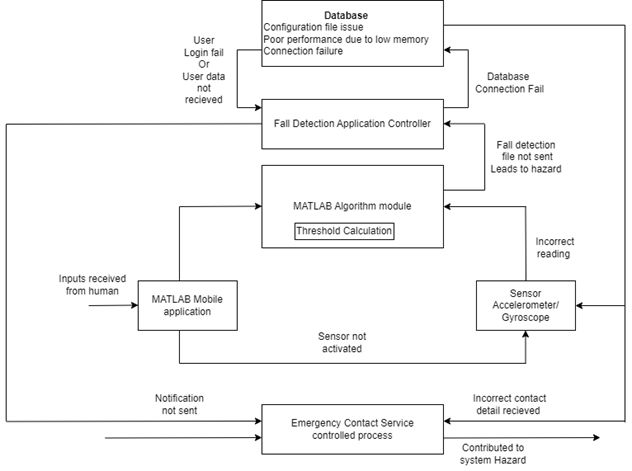 Database
Configuration file issue
Poor performance due to low memory
Connection failure
User
Login fail
Or
User data
not
recieved
Database
Connection Fail
Fall Detection Application Controller
Fall detection
file not sent
Leads to hazard
MATLAB Algorithm module
Threshold Calculation
Incorrect
reading
Inputs received
from human
MATLAB Mobile
application
Sensor
Accelerometer/
Gyroscope
Sensor not
activated
Notification
not sent
Incorrect contact
detail recieved
Emergency Contact Service
controlled process
Contributed to
system Hazard